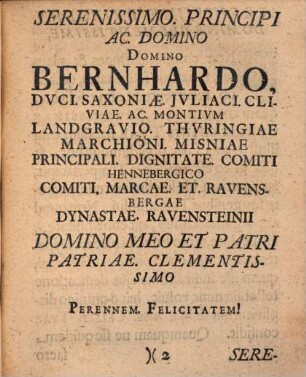 SERENISSIMO. PRINCIPI
AC. DOMINO
DOMINO
BERNHARDO,
DVCI. SAXONIÆ. JVLIACI. CLI-
VIAE. AC. MONTIVM
LANDGRAVIO. THVRINGIAE
MARCHIONI. MISNIAE
PRINCIPALI. DIGNITATE. COMITI
HENNEBERGICO
COMITI, MARCAE. ET. RAVENS-
BERGAE
DYNASTAE. RAVENSTEINII
DOMINO MEO ET PATRI
PATRIAE. CLEMENTIS-
SIMO
PERENNEM. FELICITATEM!
)( 2 SERE-